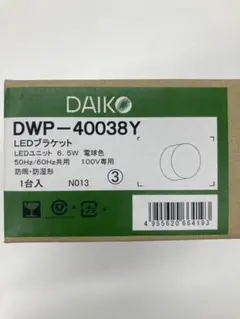 DAIKO
DWP-40038Y
LEDブラケット
LEDユニット 6.5W 電球色
50Hz/60Hz共用 100V専用
防雨・防湿形
1台入 N013
③
4 955620 664193